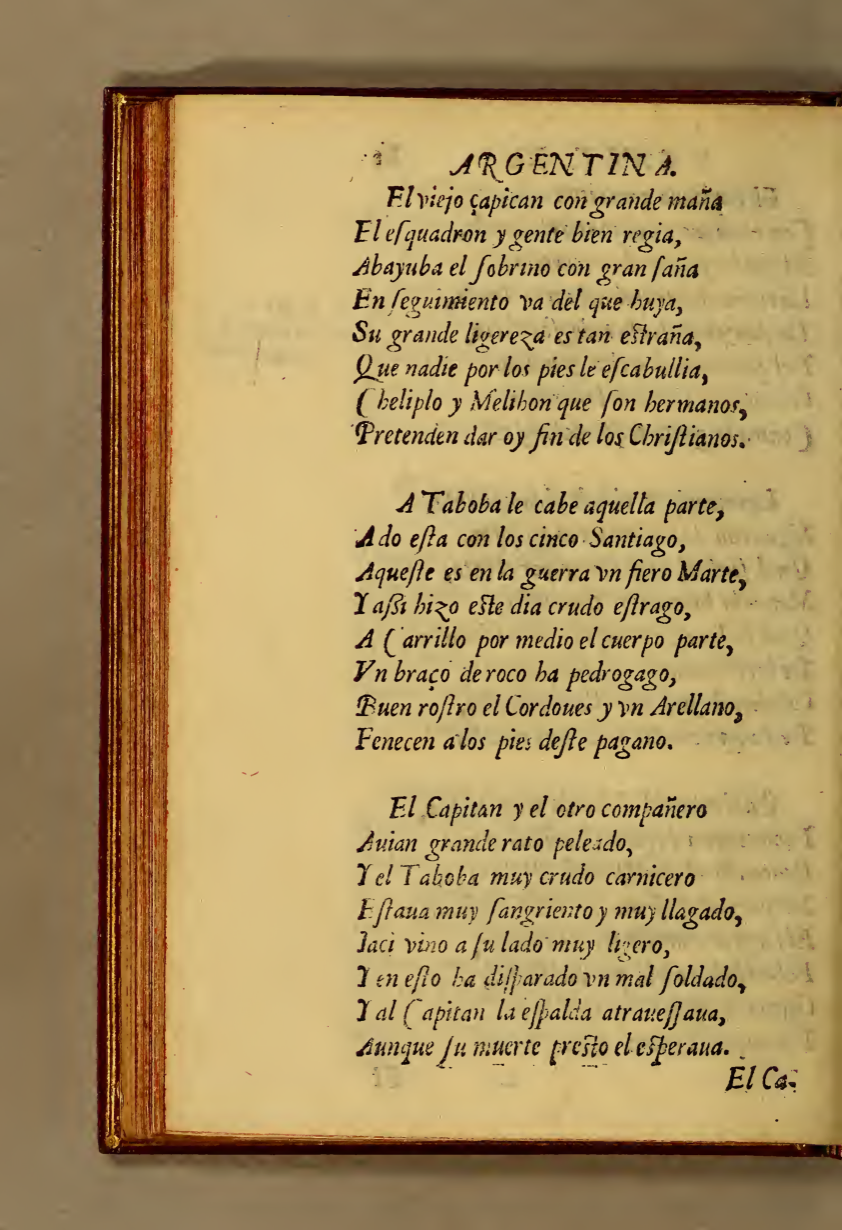 ARGENTINA.
El viejo çapican con grande maña
El eſquadron y gente bien regia,
Abayuba el ſobrino con gran ſaña
En ſeguimiento va del que huya,
Su grande ligereza es tan eſtraña,
Que nadie por los pies le eſcabullia,
Cheliplo y Melihon que ſon hermanos,
Pretenden dar oy fin de los Chriſtianos.
A Taboba le cabe aquella parte,
Ado eſta con los cinco Santiago,
Aqueſte es en la guerra vn fiero Marte,
Y aſsi hizo eſte dia crudo eſtrago,
A Carrillo por medio el cuerpo parte,
Vn braço de roco ha pedrogago,
Buen roſtro el Cordoues y vn Arellano,
Fenecen a los pies deſte pagano.
El Capitan y el otro compañero
Auian grande rato peleado,
Y el Taboba muy crudo carnicero
Eſtaua muy ſangriento y muy llagado,
Iaci vino a ſu lado muy ligero,
Y en eſto ha diſparado vn mal ſoldado,
Y al Capitan la eſpalda atraueſſaua,
Aunque ſu muerte preſto el eſperaua.
El Ca-